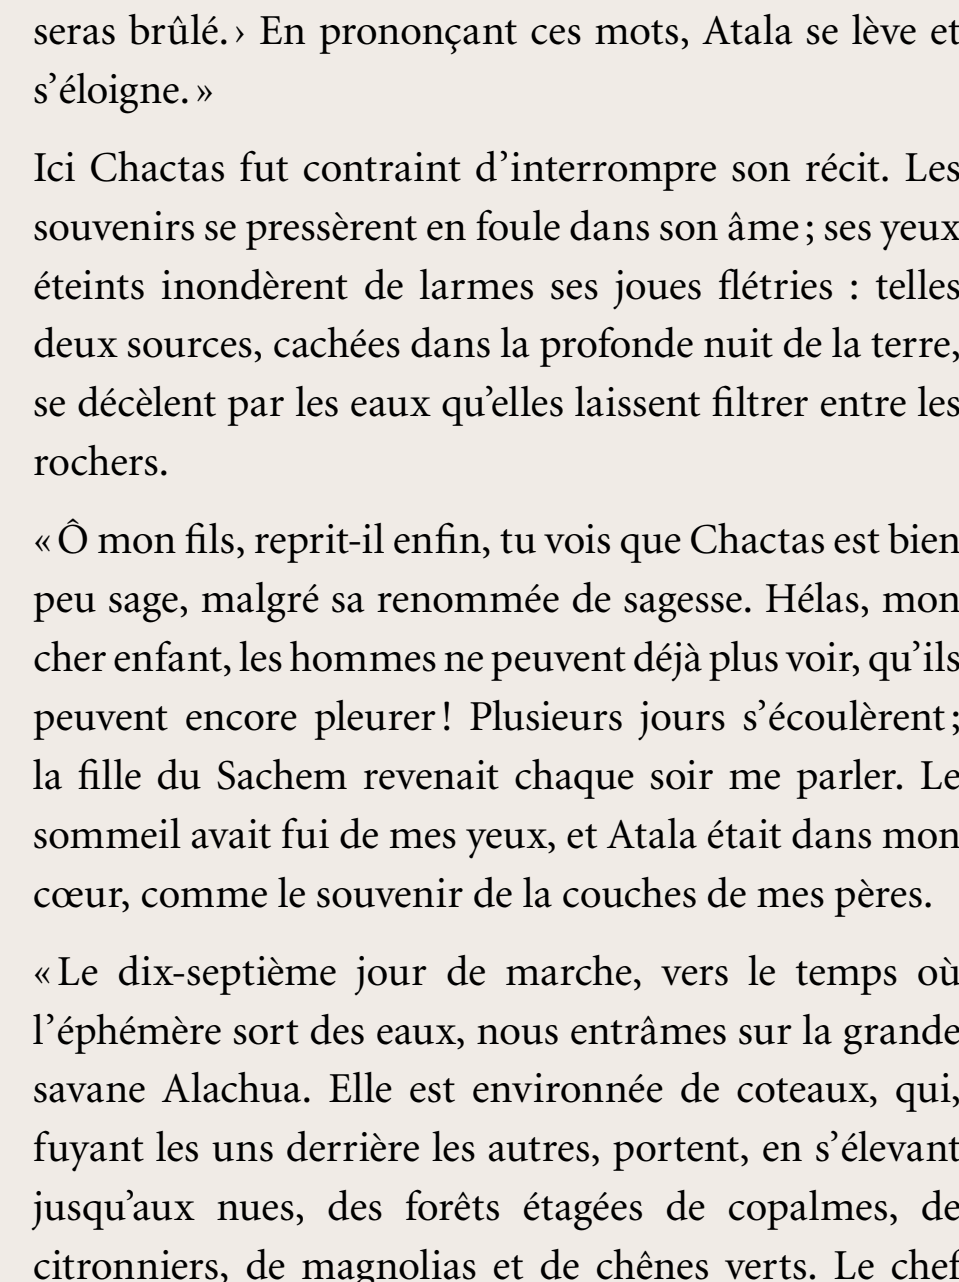 seras brûlé. › En prononçant ces mots, Atala se lève et
s’éloigne. »
Ici Chactas fut contraint d’interrompre son récit. Les
souvenirs se pressèrent en foule dans son âme ; ses yeux
éteints inondèrent de larmes ses joues flétries : telles
deux sources, cachées dans la profonde nuit de la terre,
se décèlent par les eaux qu’elles laissent filtrer entre les
rochers.
« Ô mon fils, reprit-il enfin, tu vois que Chactas est bien
peu sage, malgré sa renommée de sagesse. Hélas, mon
cher enfant, les hommes ne peuvent déjà plus voir, qu’ils
peuvent encore pleurer ! Plusieurs jours s’écoulèrent ;
la fille du Sachem revenait chaque soir me parler. Le
sommeil avait fui de mes yeux, et Atala était dans mon
cœur, comme le souvenir de la couches de mes pères.
« Le dix-septième jour de marche, vers le temps où
l’éphémère sort des eaux, nous entrâmes sur la grande
savane Alachua. Elle est environnée de coteaux, qui,
fuyant les uns derrière les autres, portent, en s’élevant
jusqu’aux nues, des forêts étagées de copalmes, de
citronniers, de magnolias et de chênes verts. Le chef